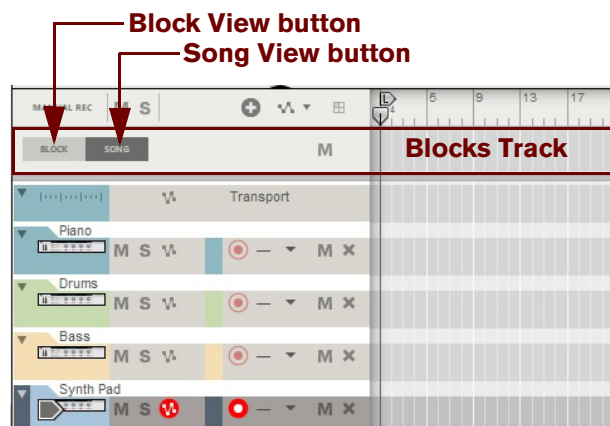 Block View button
Song View button
MANUAL REC M S
L 5 9 13 17
4
BLOCK SONG M Blocks Track
Transport
Piano
M S M
Drums
M S M
Bass
M S M
Synth Pad
M S M